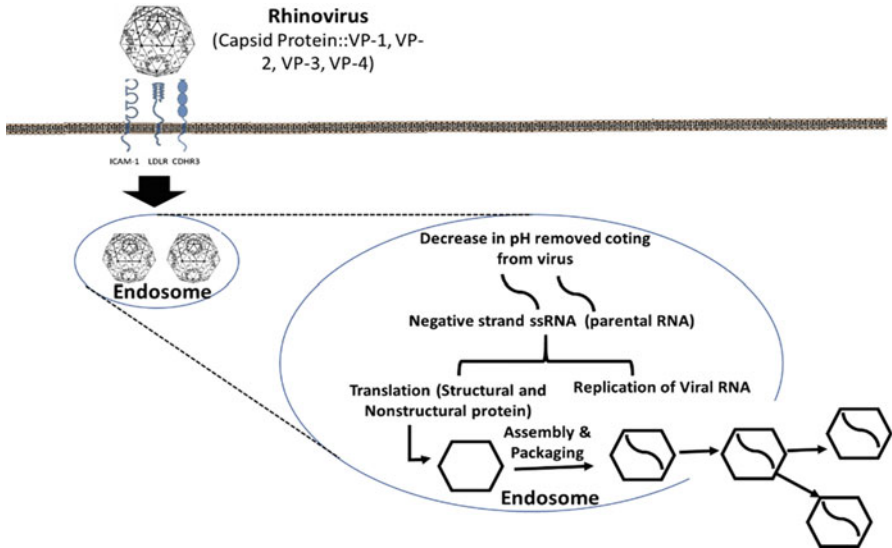 Rhinovirus
(Capsid Protein::VP-1, VP-
2, VP-3, VP-4)
ICAM-1 LDLR CDHR3
Endosome
Decrease in pH removed coting
from virus
Negative strand ssRNA (parental RNA)
Translation (Structural and
Nonstructural protein)
Replication of Viral RNA
Assembly &
Packaging
Endosome